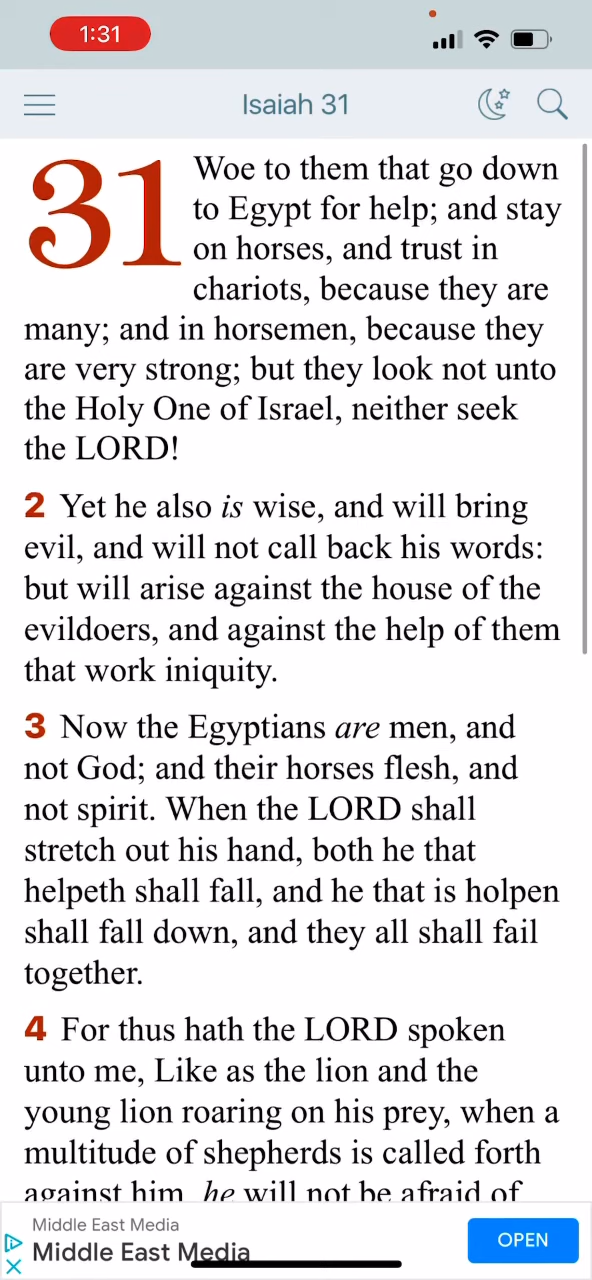 1:31
Isaiah 31
31 Woe to them that go down
to Egypt for help; and stay
on horses, and trust in
chariots, because they are
many; and in horsemen, because they
are very strong; but they look not unto
the Holy One of Israel, neither seek
the LORD!
2 Yet he also is wise, and will bring
evil, and will not call back his words:
but will arise against the house of the
evildoers, and against the help of them
that work iniquity.
3 Now the Egyptians are men, and
not God; and their horses flesh, and
not spirit. When the LORD shall
stretch out his hand, both he that
helpeth shall fall, and he that is holpen
shall fall down, and they all shall fail
together.
4 For thus hath the LORD spoken
unto me, Like as the lion and the
young lion roaring on his prey, when a
multitude of shepherds is called forth
against him, he will not be afraid of
Middle East Media
Middle East Media
OPEN